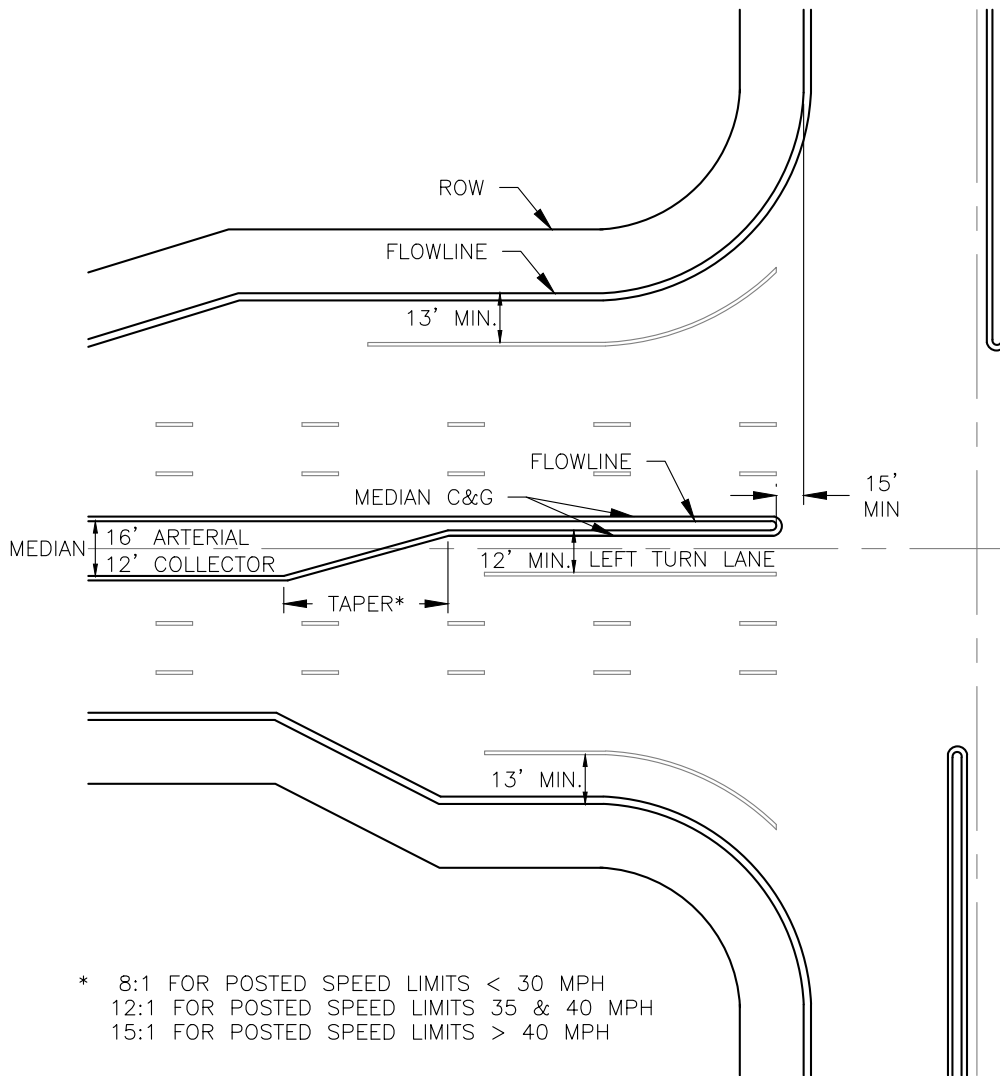 ROW
FLOWLINE
13' MIN.
FLOWLINE
MEDIAN C&G
15'
MIN
MEDIAN
16' ARTERIAL
12' COLLECTOR
12' MIN. LEFT TURN LANE
TAPER*
13' MIN.
* 8:1 FOR POSTED SPEED LIMITS < 30 MPH
12:1 FOR POSTED SPEED LIMITS 35 & 40 MPH
15:1 FOR POSTED SPEED LIMITS > 40 MPH